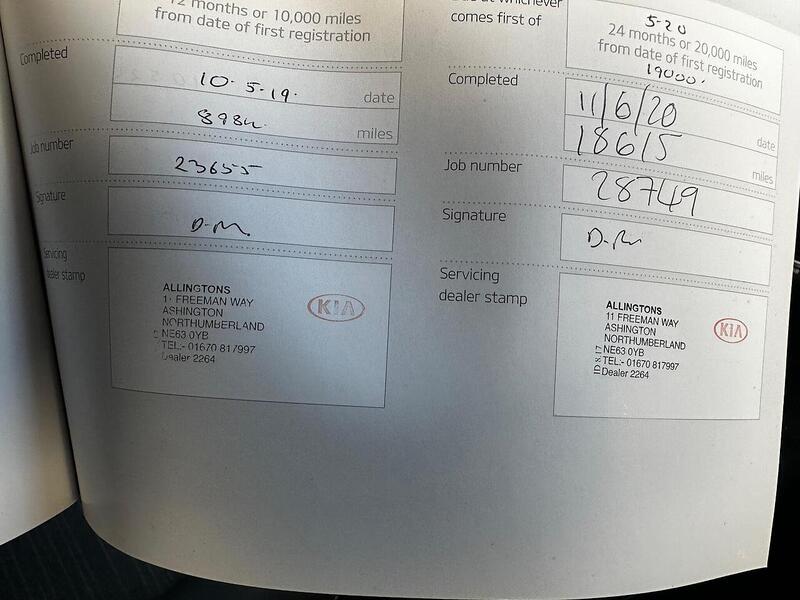 12 months or 10,000 miles
from date of first registration
Completed
10.5.19.
date
miles
Job number
23655
Signature
D.M.
Servicing
dealer stamp
ALLINGTONS
11 FREEMAN WAY
ASHINGTON
NORTHUMBERLAND
NE63 0YB
TEL:- 01670 817997
Dealer 2264
KIA
at whichever
comes first of
5-20
24 months or 20,000 miles
from date of first registration
19000.
Completed
11/6/20
date
18615
miles
Job number
28749
Signature
Servicing
dealer stamp
ALLINGTONS
11 FREEMAN WAY
ASHINGTON
NORTHUMBERLAND
NE63 0YB
TEL:- 01670 817997
Dealer 2264
KIA